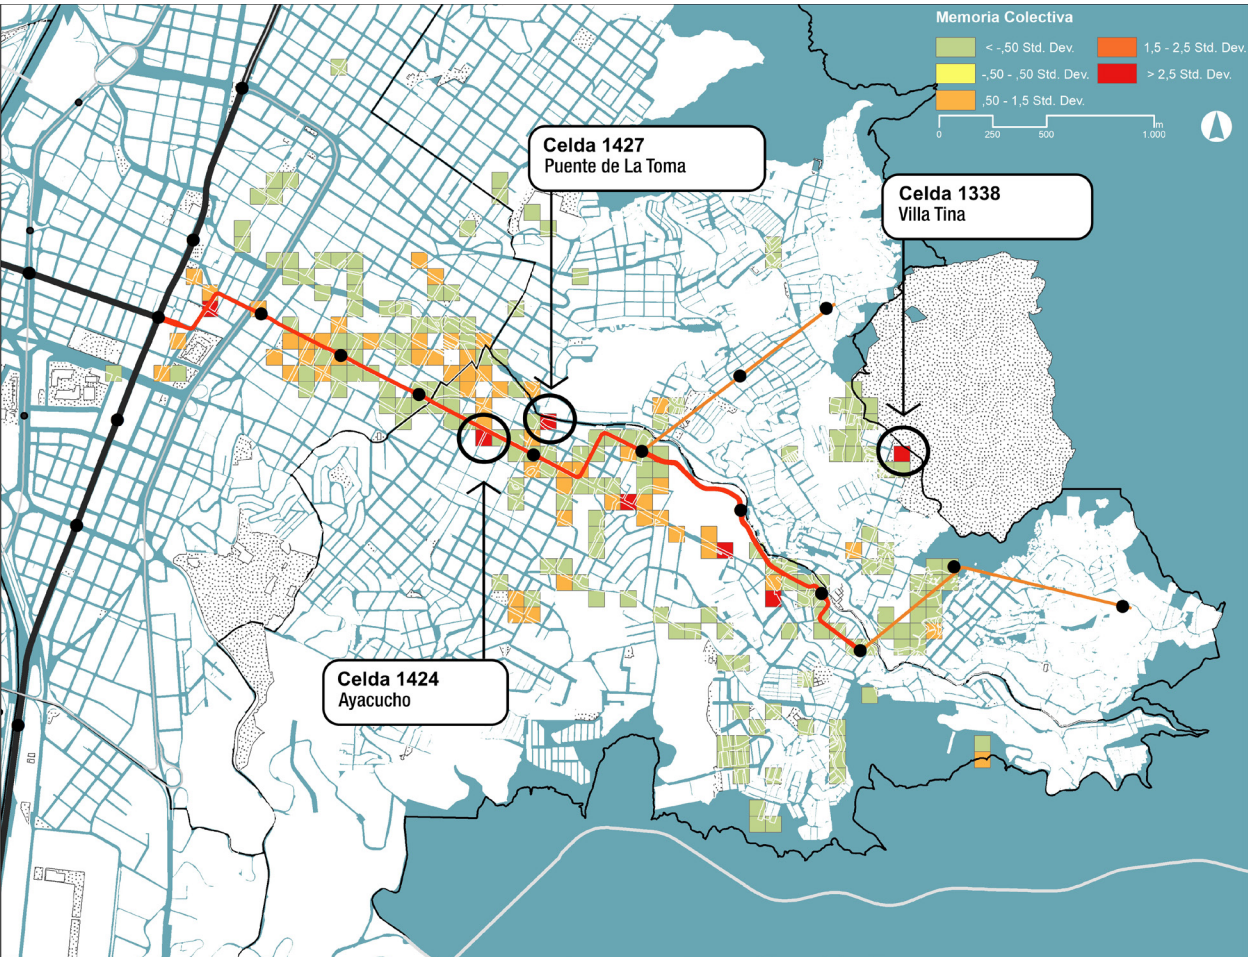 Memoria Colectiva
< -,50 Std. Dev.
-,50 - ,50 Std. Dev.
,50 - 1,5 Std. Dev.
1,5 - 2,5 Std. Dev.
> 2,5 Std. Dev.
m
0 250 500 1.000
Celda 1427
Puente de La Toma
Celda 1338
Villa Tina
Celda 1424
Ayacucho